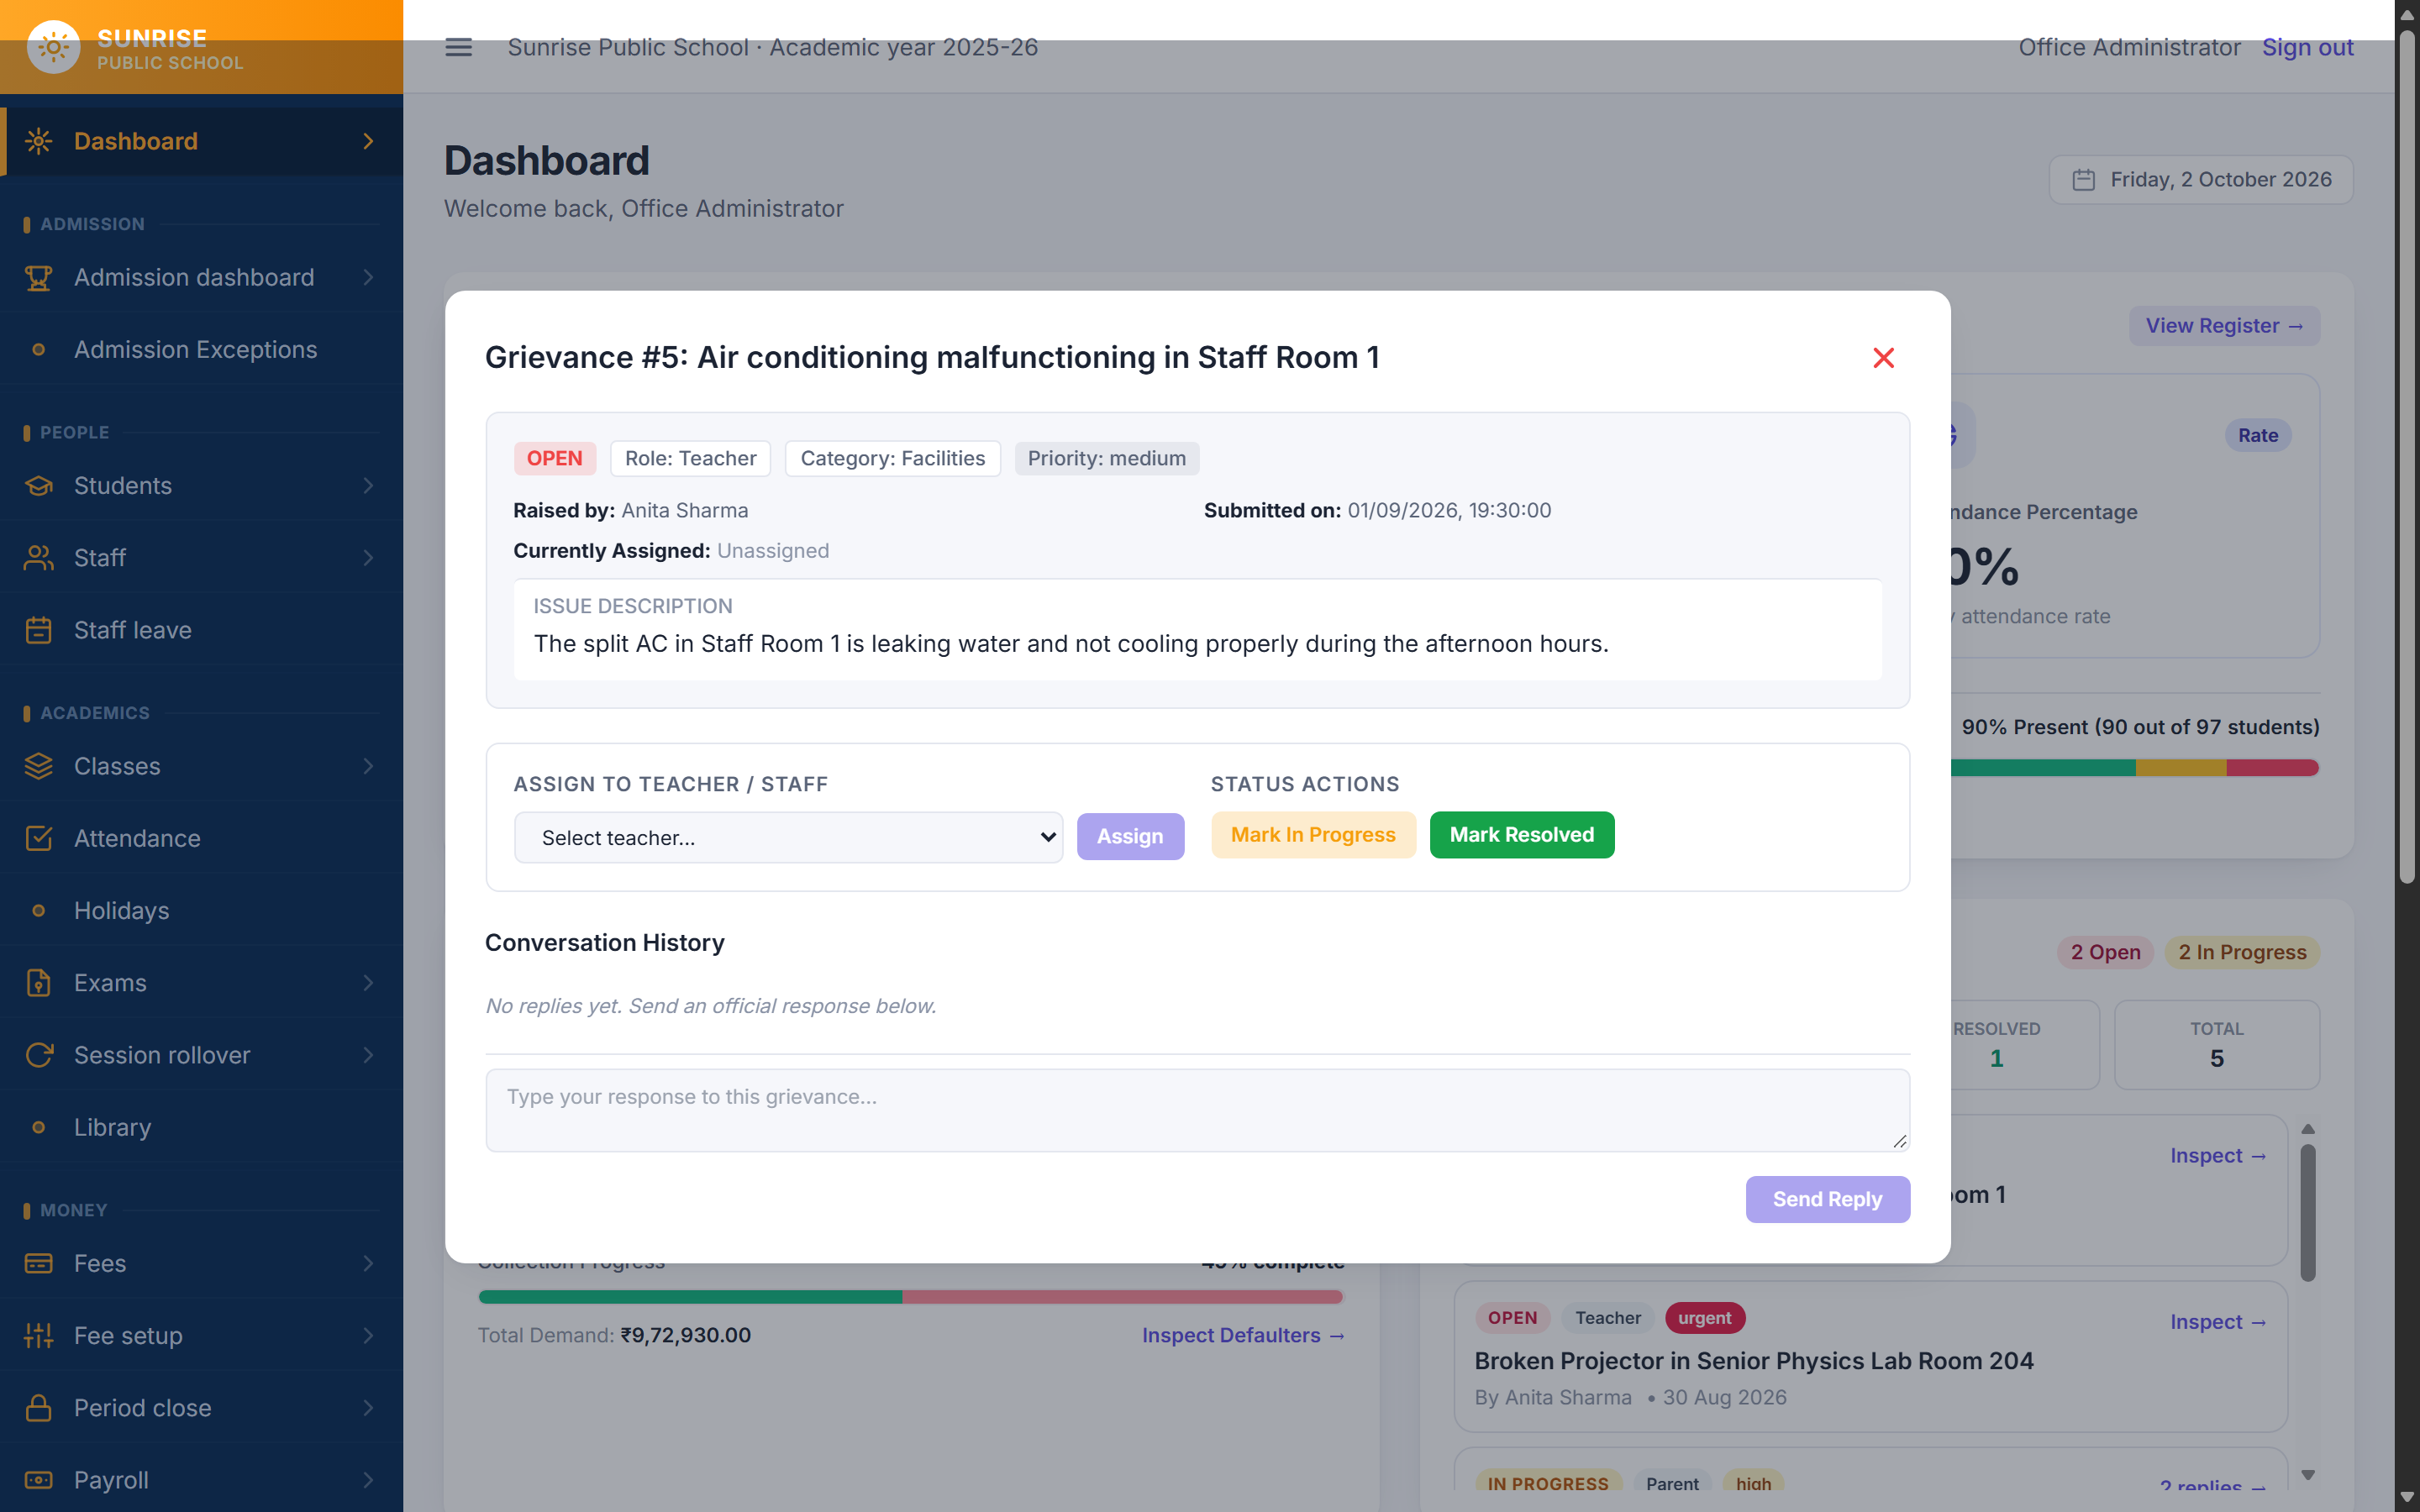 SUNRISE
PUBLIC SCHOOL
Sunrise Public School · Academic year 2025-26
Office Administrator
Sign out
Dashboard
ADMISSION
Admission dashboard
Admission Exceptions
PEOPLE
Students
Staff
Staff leave
ACADEMICS
Classes
Attendance
Holidays
Exams
Session rollover
Library
MONEY
Fees
Fee setup
Period close
Payroll
Dashboard
Welcome back, Office Administrator
Friday, 2 October 2026
View Register →
Rate
ndance Percentage
0%
attendance rate
90% Present (90 out of 97 students)
Grievance #5: Air conditioning malfunctioning in Staff Room 1
OPEN
Role: Teacher
Category: Facilities
Priority: medium
Raised by: Anita Sharma
Submitted on: 01/09/2026, 19:30:00
Currently Assigned: Unassigned
ISSUE DESCRIPTION
The split AC in Staff Room 1 is leaking water and not cooling properly during the afternoon hours.
ASSIGN TO TEACHER / STAFF
Select teacher...
Assign
STATUS ACTIONS
Mark In Progress
Mark Resolved
Conversation History
No replies yet. Send an official response below.
Type your response to this grievance...
Send Reply
Collection Progress
45% complete
Total Demand: ₹9,72,930.00
Inspect Defaulters →
2 Open
2 In Progress
RESOLVED
1
TOTAL
5
Inspect →
oom 1
OPEN
Teacher
urgent
Inspect →
Broken Projector in Senior Physics Lab Room 204
By Anita Sharma • 30 Aug 2026
IN PROGRESS
Parent
high
2 replies →